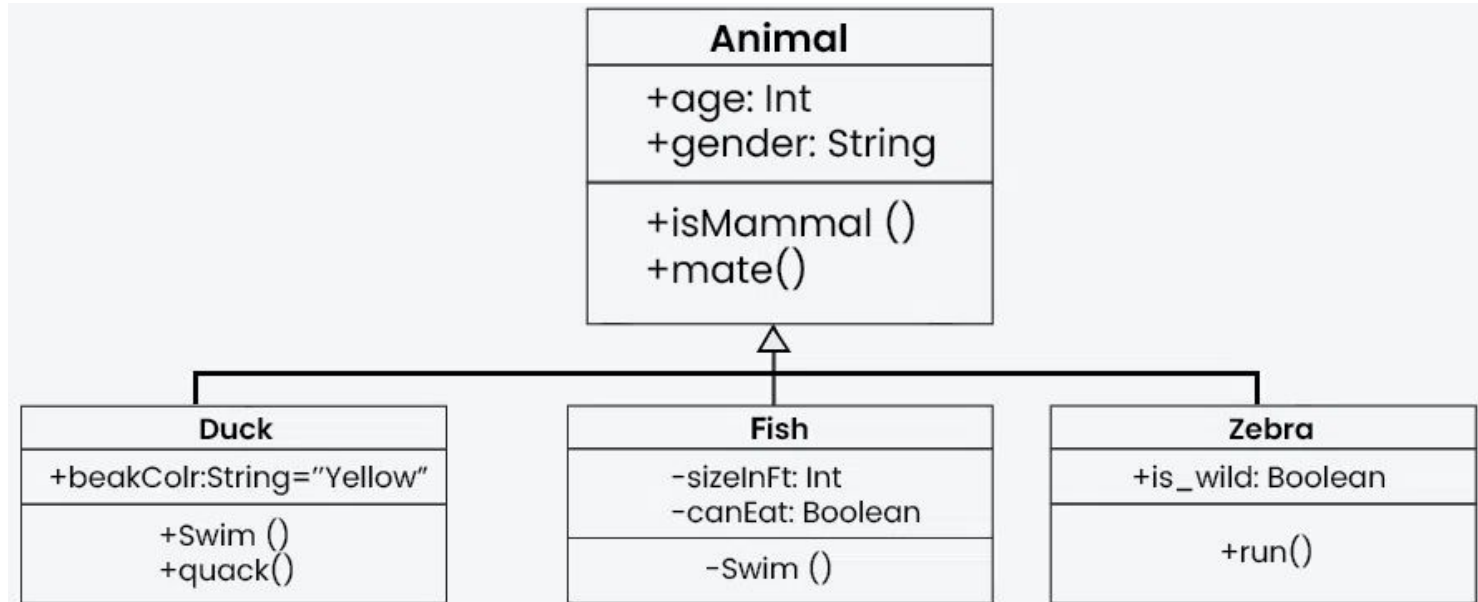 Animal
+age: Int
+gender: String
+isMammal ()
+mate()
Duck
+beakColr:String=”Yellow”
+Swim ()
+quack()
Fish
-sizeInFt: Int
-canEat: Boolean
-Swim ()
Zebra
+is_wild: Boolean
+run()